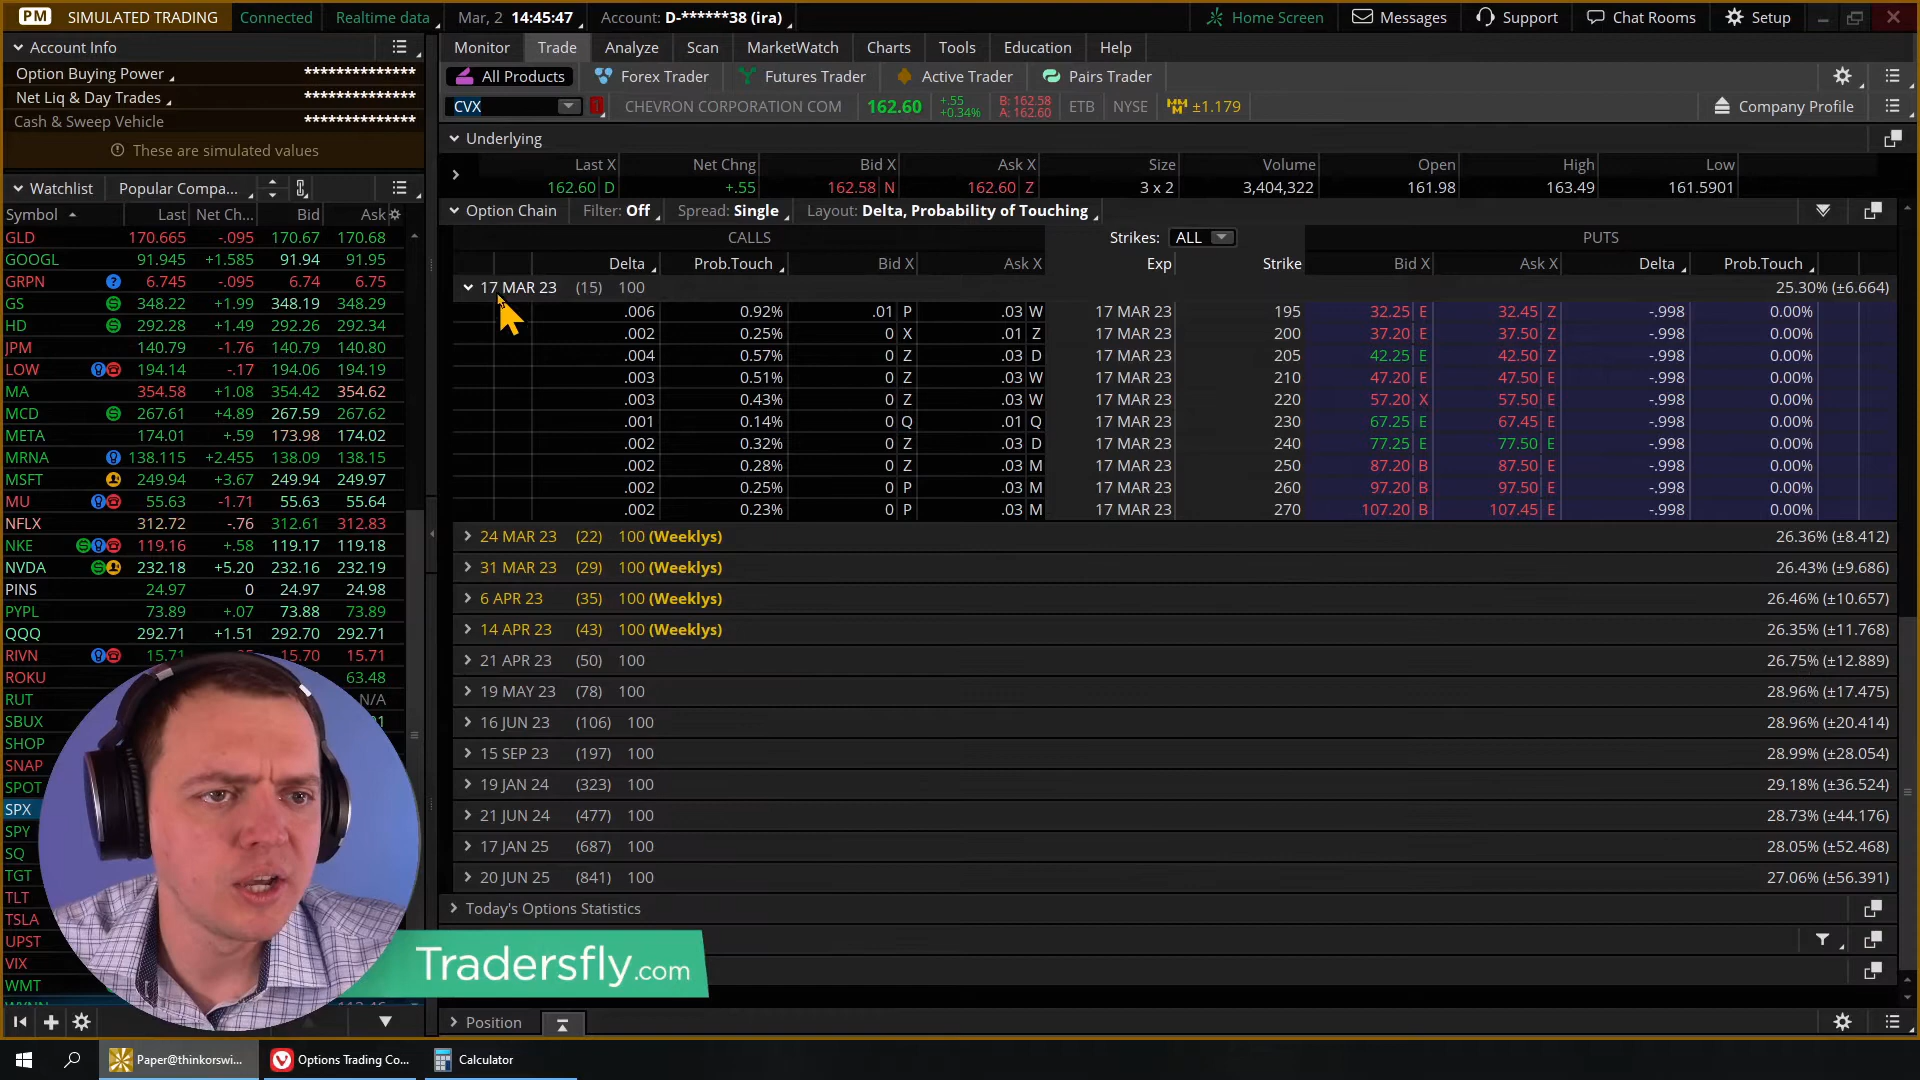 PM SIMULATED TRADING Connected Realtime data Mar, 2 14:45:47 Account: D-******38 (ira) Home Screen Messages Support Chat Rooms Setup
Account Info
Option Buying Power **************
Net Liq & Day Trades **************
Cash & Sweep Vehicle **************
These are simulated values
Watchlist Popular Compa...
Symbol Last Net Ch... Bid Ask
GLD 170.665 -.095 170.67 170.68
GOOGL 91.945 +1.585 91.94 91.95
GRPN 6.745 -.095 6.74 6.75
GS 348.22 +1.99 348.19 348.29
HD 292.28 +1.49 292.26 292.34
JPM 140.79 -1.76 140.79 140.80
LOW 194.14 -.17 194.06 194.19
MA 354.58 +1.08 354.42 354.62
MCD 267.61 +4.89 267.59 267.62
META 174.01 +.59 173.98 174.02
MRNA 138.115 +2.455 138.09 138.15
MSFT 249.94 +3.67 249.94 249.97
MU 55.63 -1.71 55.63 55.64
NFLX 312.72 -.76 312.61 312.83
NKE 119.16 +.58 119.17 119.18
NVDA 232.18 +5.20 232.16 232.19
PINS 24.97 0 24.97 24.98
PYPL 73.89 +.07 73.88 73.89
QQQ 292.71 +1.51 292.70 292.71
RIVN 15.71 15.70 15.71
ROKU 63.48
RUT N/A
SBUX
SHOP
SNAP
SPOT
SPX
SPY
SQ
TGT
TLT
TSLA
UPST
VIX
WMT
Monitor Trade Analyze Scan MarketWatch Charts Tools Education Help
All Products Forex Trader Futures Trader Active Trader Pairs Trader
CVX CHEVRON CORPORATION COM 162.60 +.55 +0.34% B: 162.58 A: 162.60 ETB NYSE ±1.179 Company Profile
Underlying
Last X Net Chng Bid X Ask X Size Volume Open High Low
162.60 D +.55 162.58 N 162.60 Z 3 x 2 3,404,322 161.98 163.49 161.5901
Option Chain Filter: Off Spread: Single Layout: Delta, Probability of Touching
CALLS Strikes: ALL PUTS
Delta Prob.Touch Bid X Ask X Exp Strike Bid X Ask X Delta Prob.Touch
17 MAR 23 (15) 100 25.30% (±6.664)
.006 0.92% .01 P .03 W 17 MAR 23 195 32.25 E 32.45 Z -.998 0.00%
.002 0.25% 0 X .01 Z 17 MAR 23 200 37.20 E 37.50 Z -.998 0.00%
.004 0.57% 0 Z .03 D 17 MAR 23 205 42.25 E 42.50 Z -.998 0.00%
.003 0.51% 0 Z .03 W 17 MAR 23 210 47.20 E 47.50 E -.998 0.00%
.003 0.43% 0 Z .03 W 17 MAR 23 220 57.20 X 57.50 E -.998 0.00%
.001 0.14% 0 Q .01 Q 17 MAR 23 230 67.25 E 67.45 E -.998 0.00%
.002 0.32% 0 Z .03 D 17 MAR 23 240 77.25 E 77.50 E -.998 0.00%
.002 0.28% 0 Z .03 M 17 MAR 23 250 87.20 B 87.50 E -.998 0.00%
.002 0.25% 0 P .03 M 17 MAR 23 260 97.20 B 97.50 E -.998 0.00%
.002 0.23% 0 P .03 M 17 MAR 23 270 107.20 B 107.45 E -.998 0.00%
24 MAR 23 (22) 100 (Weeklys) 26.36% (±8.412)
31 MAR 23 (29) 100 (Weeklys) 26.43% (±9.686)
6 APR 23 (35) 100 (Weeklys) 26.46% (±10.657)
14 APR 23 (43) 100 (Weeklys) 26.35% (±11.768)
21 APR 23 (50) 100 26.75% (±12.889)
19 MAY 23 (78) 100 28.96% (±17.475)
16 JUN 23 (106) 100 28.96% (±20.414)
15 SEP 23 (197) 100 28.99% (±28.054)
19 JAN 24 (323) 100 29.18% (±36.524)
21 JUN 24 (477) 100 28.73% (±44.176)
17 JAN 25 (687) 100 28.05% (±52.468)
20 JUN 25 (841) 100 27.06% (±56.391)
Today's Options Statistics
Tradersfly.com
Position
Paper@thinkorswi... Options Trading Co... Calculator